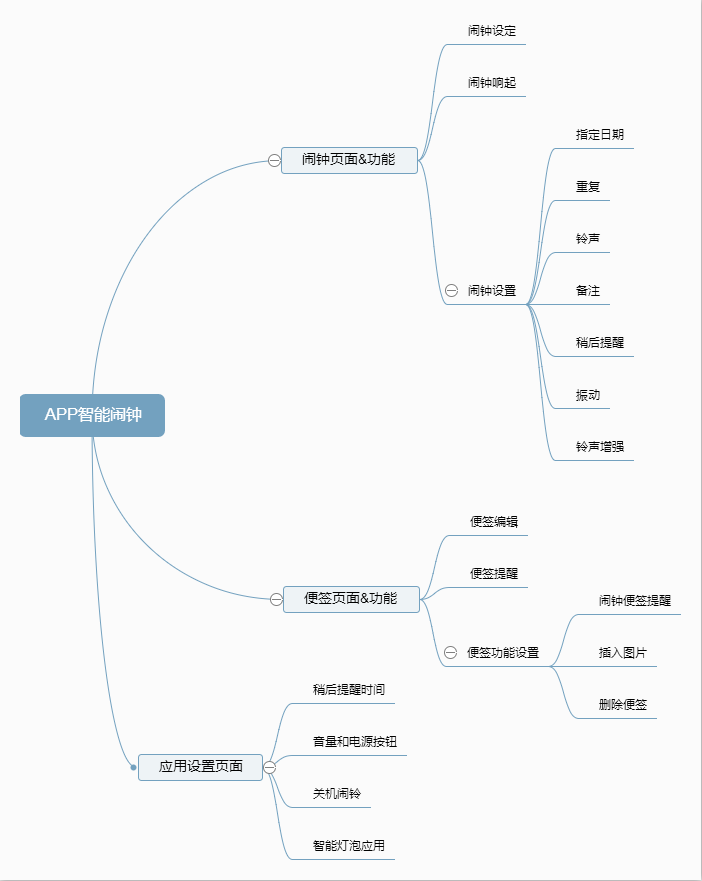 APP智能闹钟
闹钟页面&功能
闹钟设定
闹钟响起
闹钟设置
指定日期
重复
铃声
备注
稍后提醒
振动
铃声增强
便签页面&功能
便签编辑
便签提醒
便签功能设置
闹钟便签提醒
插入图片
删除便签
应用设置页面
稍后提醒时间
音量和电源按钮
关机闹铃
智能灯泡应用